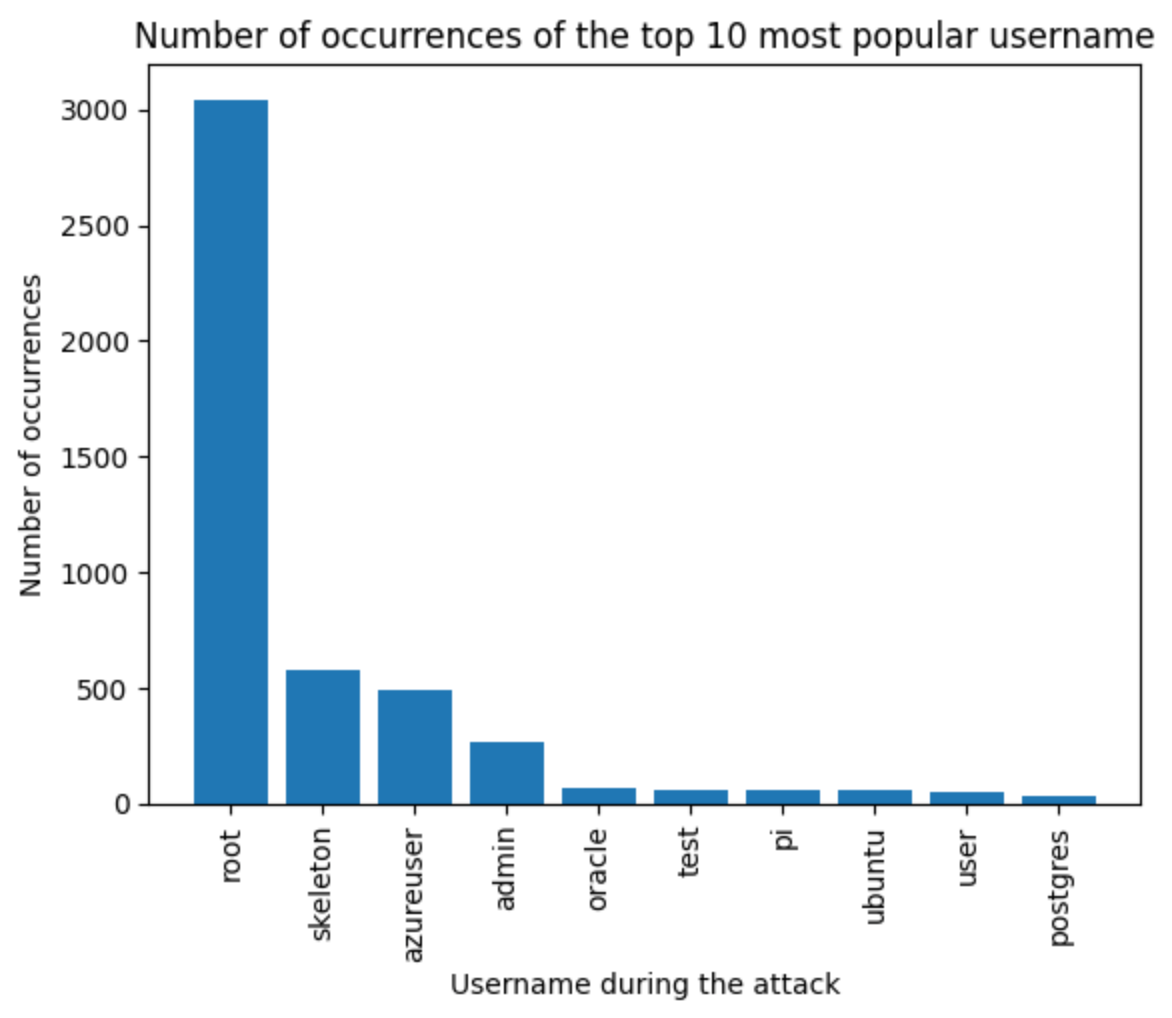 Number of occurrences of the top 10 most popular username
Number of occurrences
3000
2500
2000
1500
1000
500
0
root
skeleton
azureuser
admin
oracle
test
pi
ubuntu
user
postgres
Username during the attack